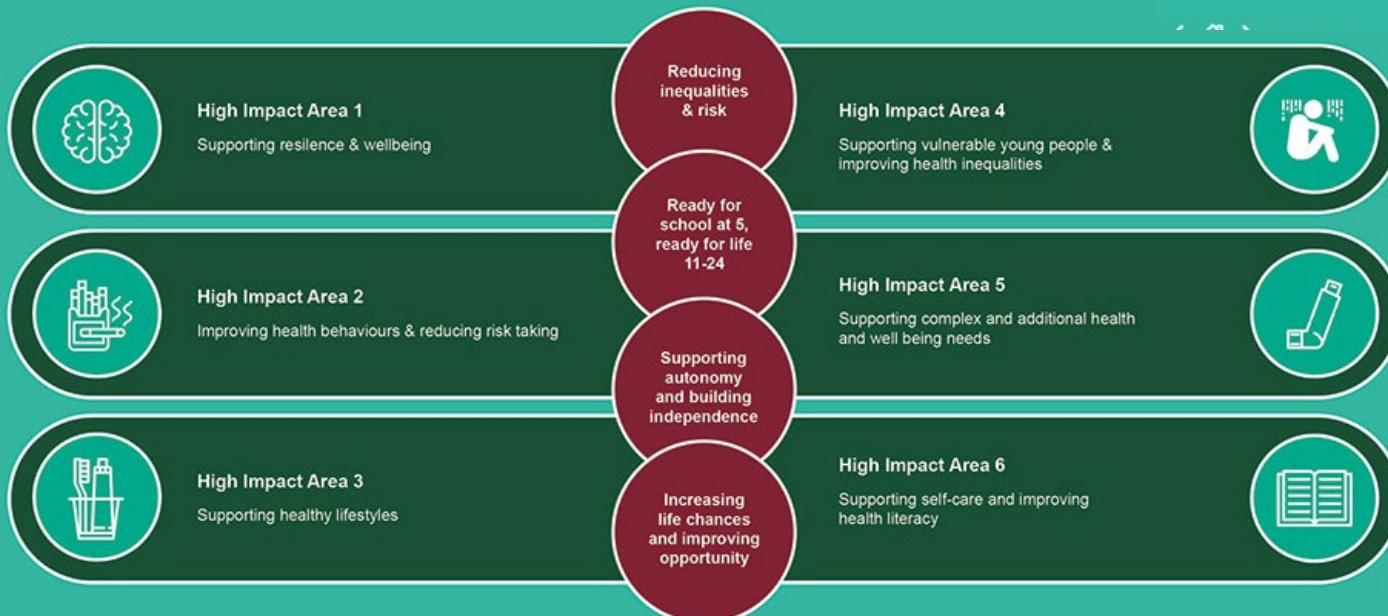 High Impact Area 1
Supporting resilence & wellbeing
High Impact Area 2
Improving health behaviours & reducing risk taking
High Impact Area 3
Supporting healthy lifestyles
Reducing
inequalities
& risk
Ready for
school at 5,
ready for life
11-24
Supporting
autonomy
and building
independence
Increasing
life chances
and improving
opportunity
High Impact Area 4
Supporting vulnerable young people &
improving health inequalities
High Impact Area 5
Supporting complex and additional health
and well being needs
High Impact Area 6
Supporting self-care and improving
health literacy